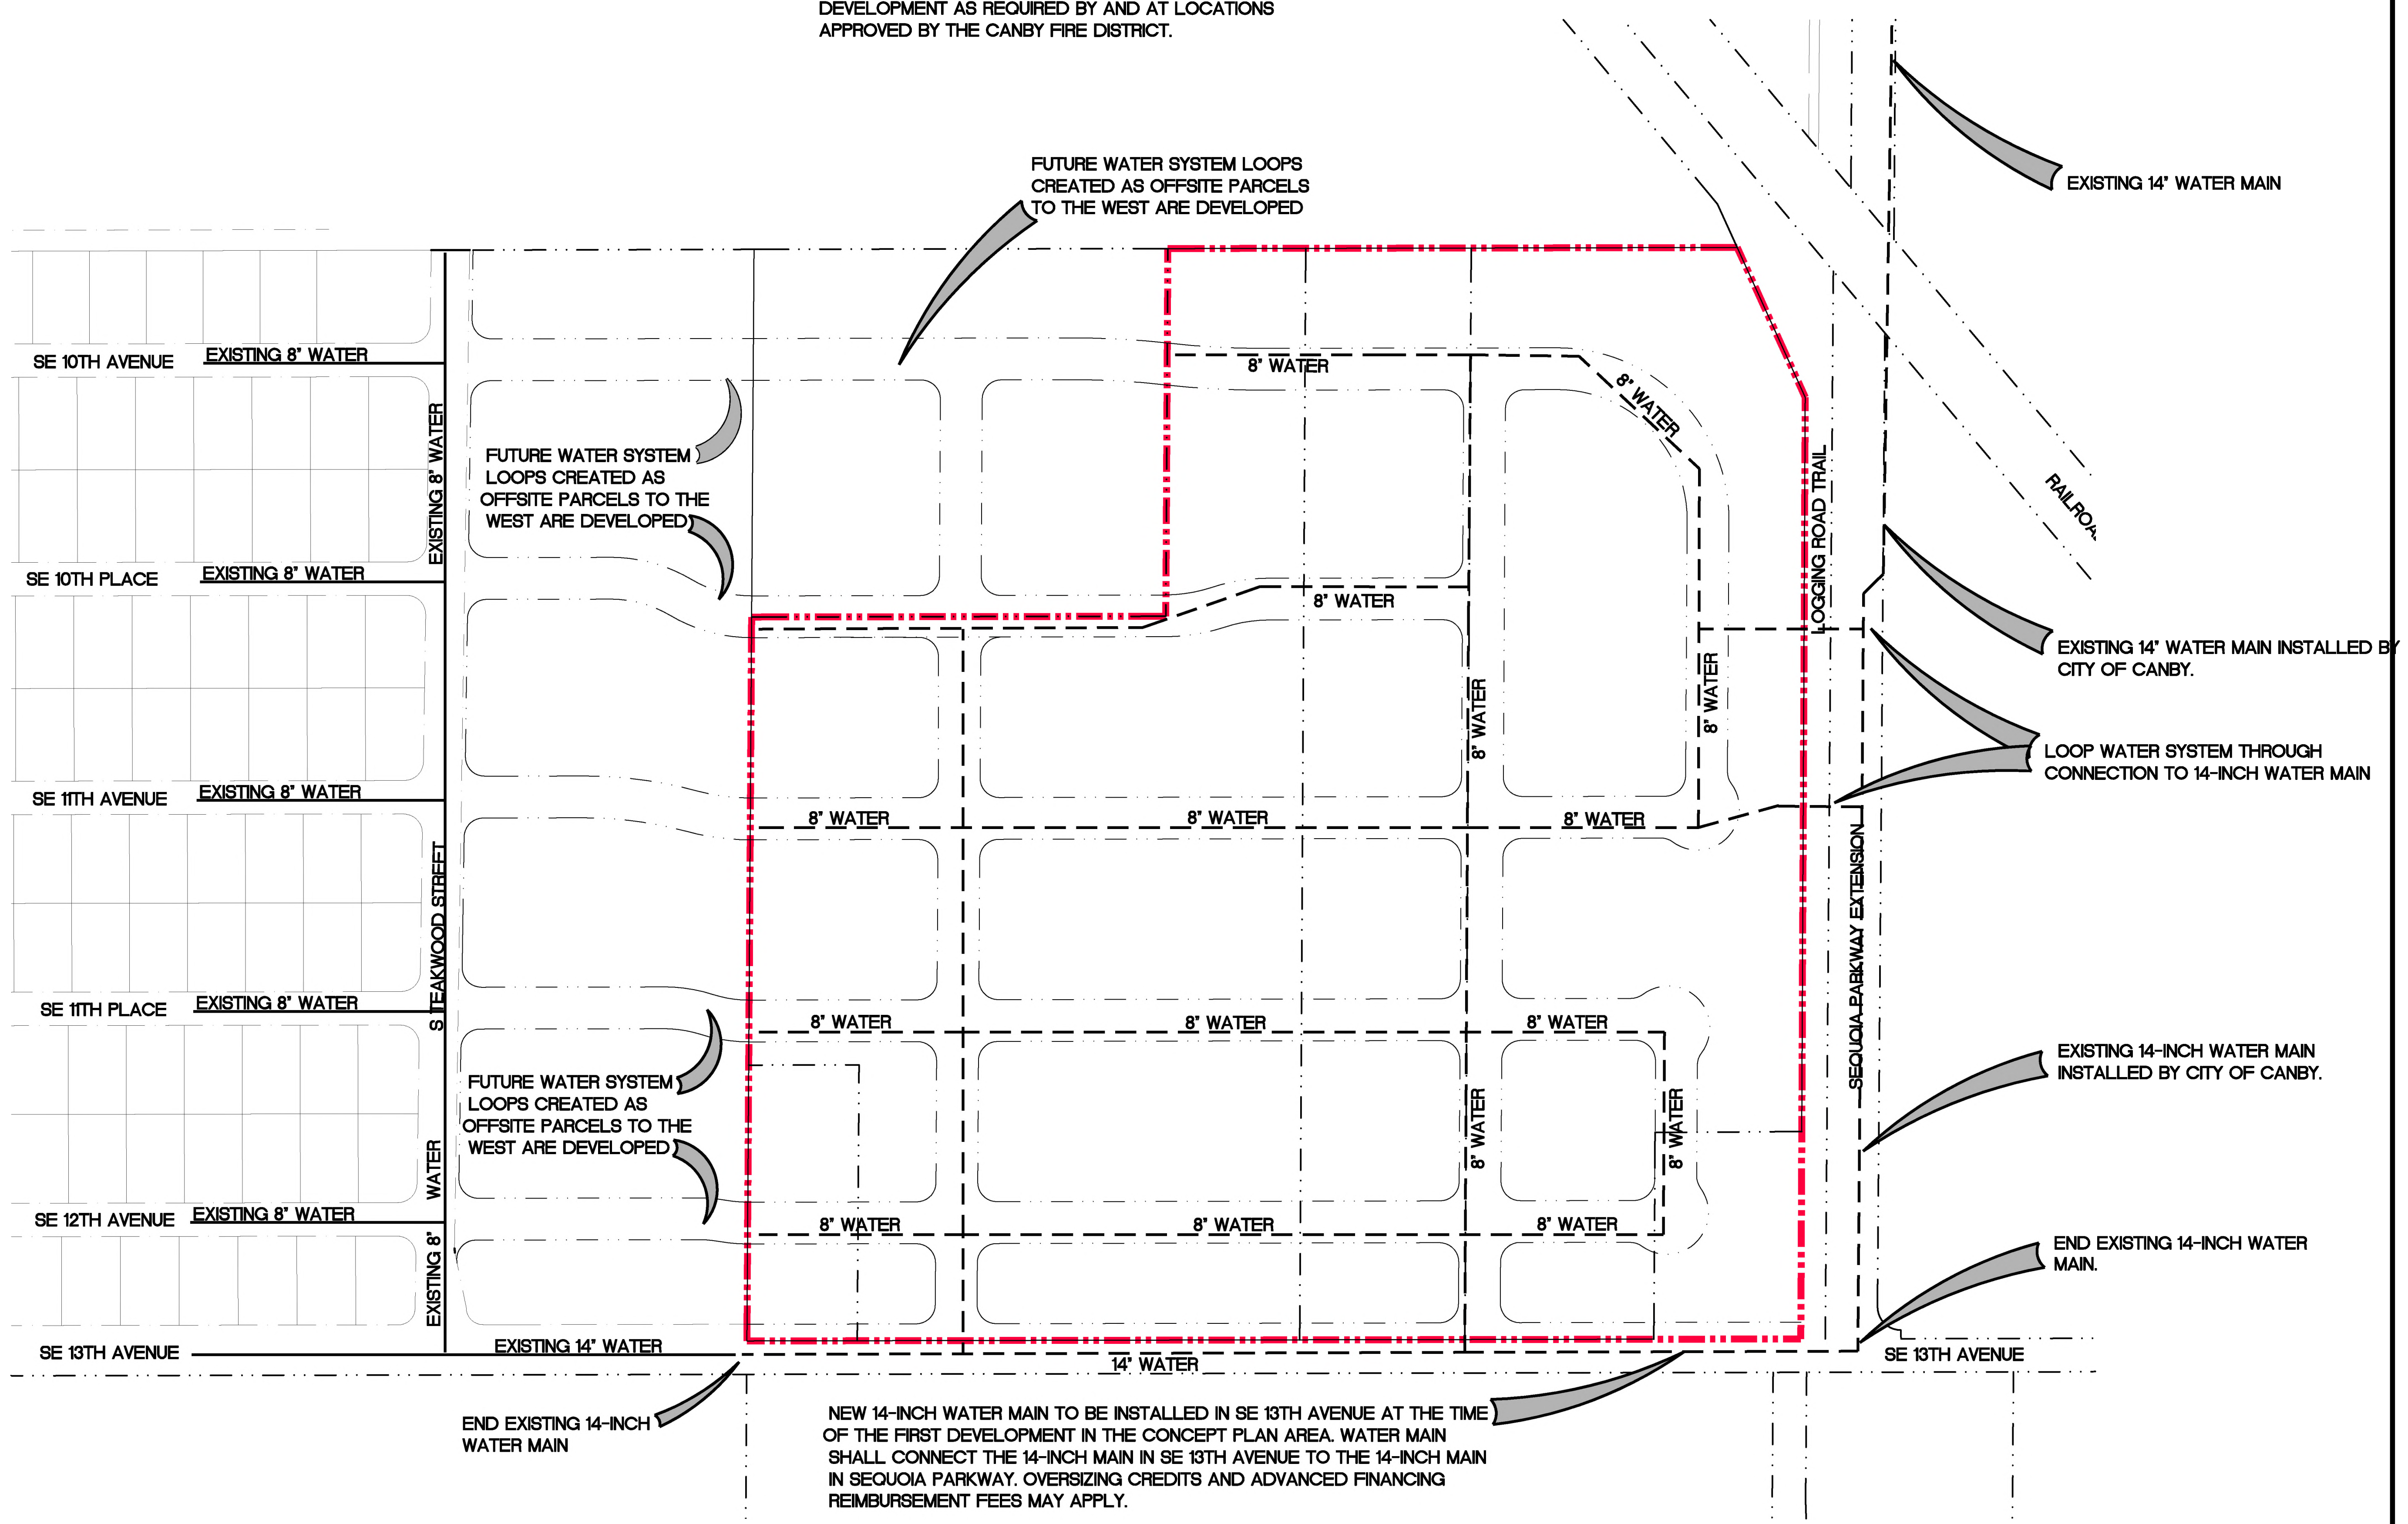 DEVELOPMENT AS REQUIRED BY AND AT LOCATIONS
APPROVED BY THE CANBY FIRE DISTRICT.
FUTURE WATER SYSTEM LOOPS
CREATED AS OFFSITE PARCELS
TO THE WEST ARE DEVELOPED
EXISTING 14" WATER MAIN
SE 10TH AVENUE
EXISTING 8" WATER
8" WATER
8" WATER
EXISTING 8" WATER
FUTURE WATER SYSTEM
LOOPS CREATED AS
OFFSITE PARCELS TO THE
WEST ARE DEVELOPED
LOGGING ROAD TRAIL
SE 10TH PLACE
EXISTING 8" WATER
8" WATER
EXISTING 14" WATER MAIN INSTALLED BY
CITY OF CANBY.
8" WATER
8" WATER
LOOP WATER SYSTEM THROUGH
CONNECTION TO 14-INCH WATER MAIN
SE 11TH AVENUE
EXISTING 8" WATER
8" WATER
8" WATER
8" WATER
S TEAKWOOD STREET
SEQUOIA PARKWAY EXTENSION
SE 11TH PLACE
EXISTING 8" WATER
8" WATER
8" WATER
8" WATER
FUTURE WATER SYSTEM
LOOPS CREATED AS
OFFSITE PARCELS TO THE
WEST ARE DEVELOPED
8" WATER
8" WATER
EXISTING 14-INCH WATER MAIN
INSTALLED BY CITY OF CANBY.
SE 12TH AVENUE
EXISTING 8" WATER
EXISTING 8" WATER
8" WATER
8" WATER
8" WATER
END EXISTING 14-INCH WATER
MAIN.
SE 13TH AVENUE
EXISTING 14" WATER
14" WATER
SE 13TH AVENUE
END EXISTING 14-INCH
WATER MAIN
NEW 14-INCH WATER MAIN TO BE INSTALLED IN SE 13TH AVENUE AT THE TIME
OF THE FIRST DEVELOPMENT IN THE CONCEPT PLAN AREA. WATER MAIN
SHALL CONNECT THE 14-INCH MAIN IN SE 13TH AVENUE TO THE 14-INCH MAIN
IN SEQUOIA PARKWAY. OVERSIZING CREDITS AND ADVANCED FINANCING
REIMBURSEMENT FEES MAY APPLY.